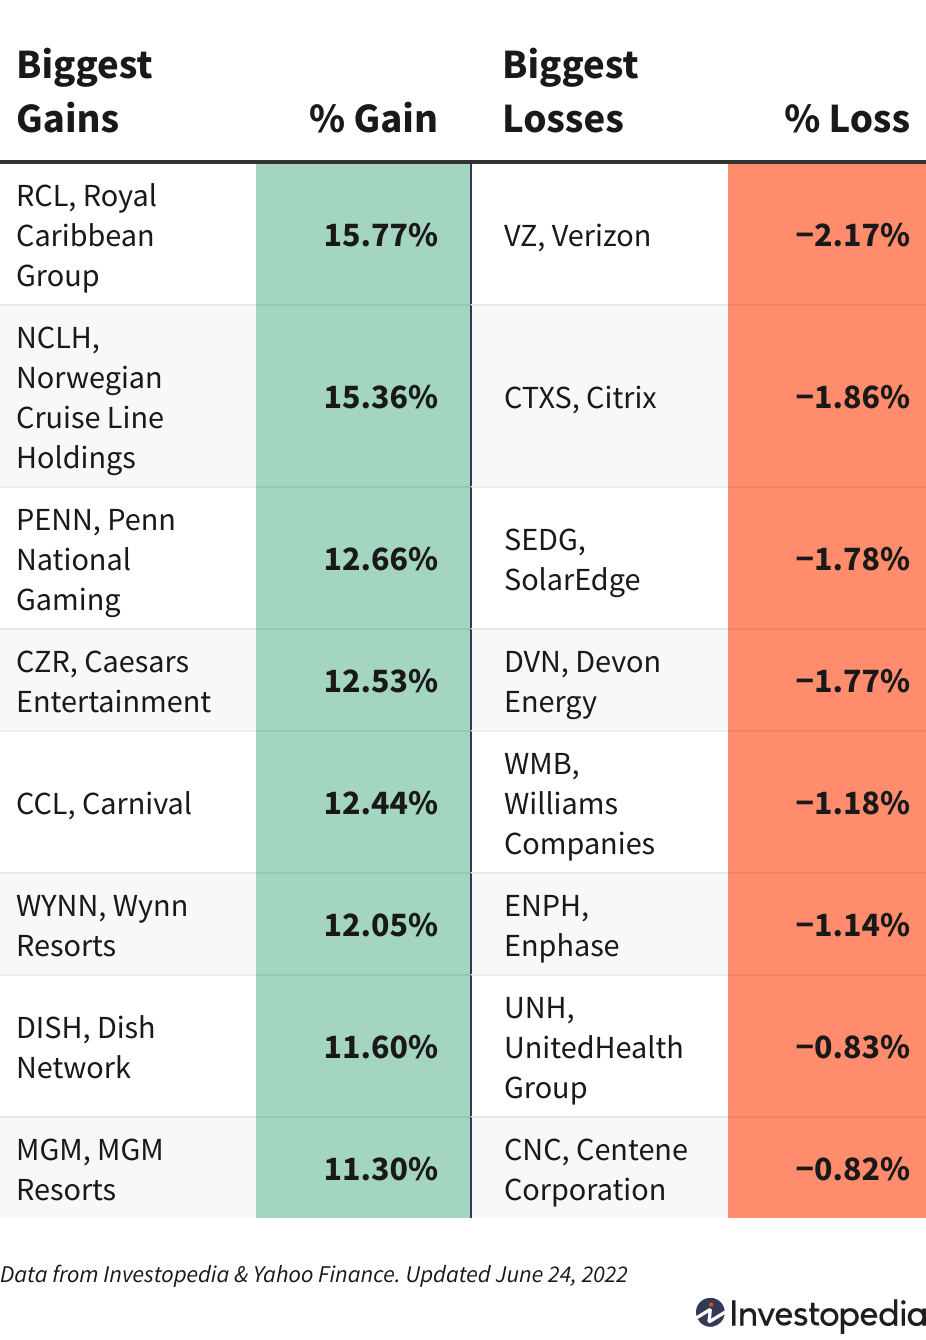 Biggest
Gains
% Gain
Biggest
Losses
% Loss
RCL, Royal
Caribbean
Group
15.77%
VZ, Verizon
−2.17%
NCLH,
Norwegian
Cruise Line
Holdings
15.36%
CTXS, Citrix
−1.86%
PENN, Penn
National
Gaming
12.66%
SEDG,
SolarEdge
−1.78%
CZR, Caesars
Entertainment
12.53%
DVN, Devon
Energy
−1.77%
CCL, Carnival
12.44%
WMB,
Williams
Companies
−1.18%
WYNN, Wynn
Resorts
12.05%
ENPH,
Enphase
−1.14%
DISH, Dish
Network
11.60%
UNH,
UnitedHealth
Group
−0.83%
MGM, MGM
Resorts
11.30%
CNC, Centene
Corporation
−0.82%
Data from Investopedia & Yahoo Finance. Updated June 24, 2022
Investopedia